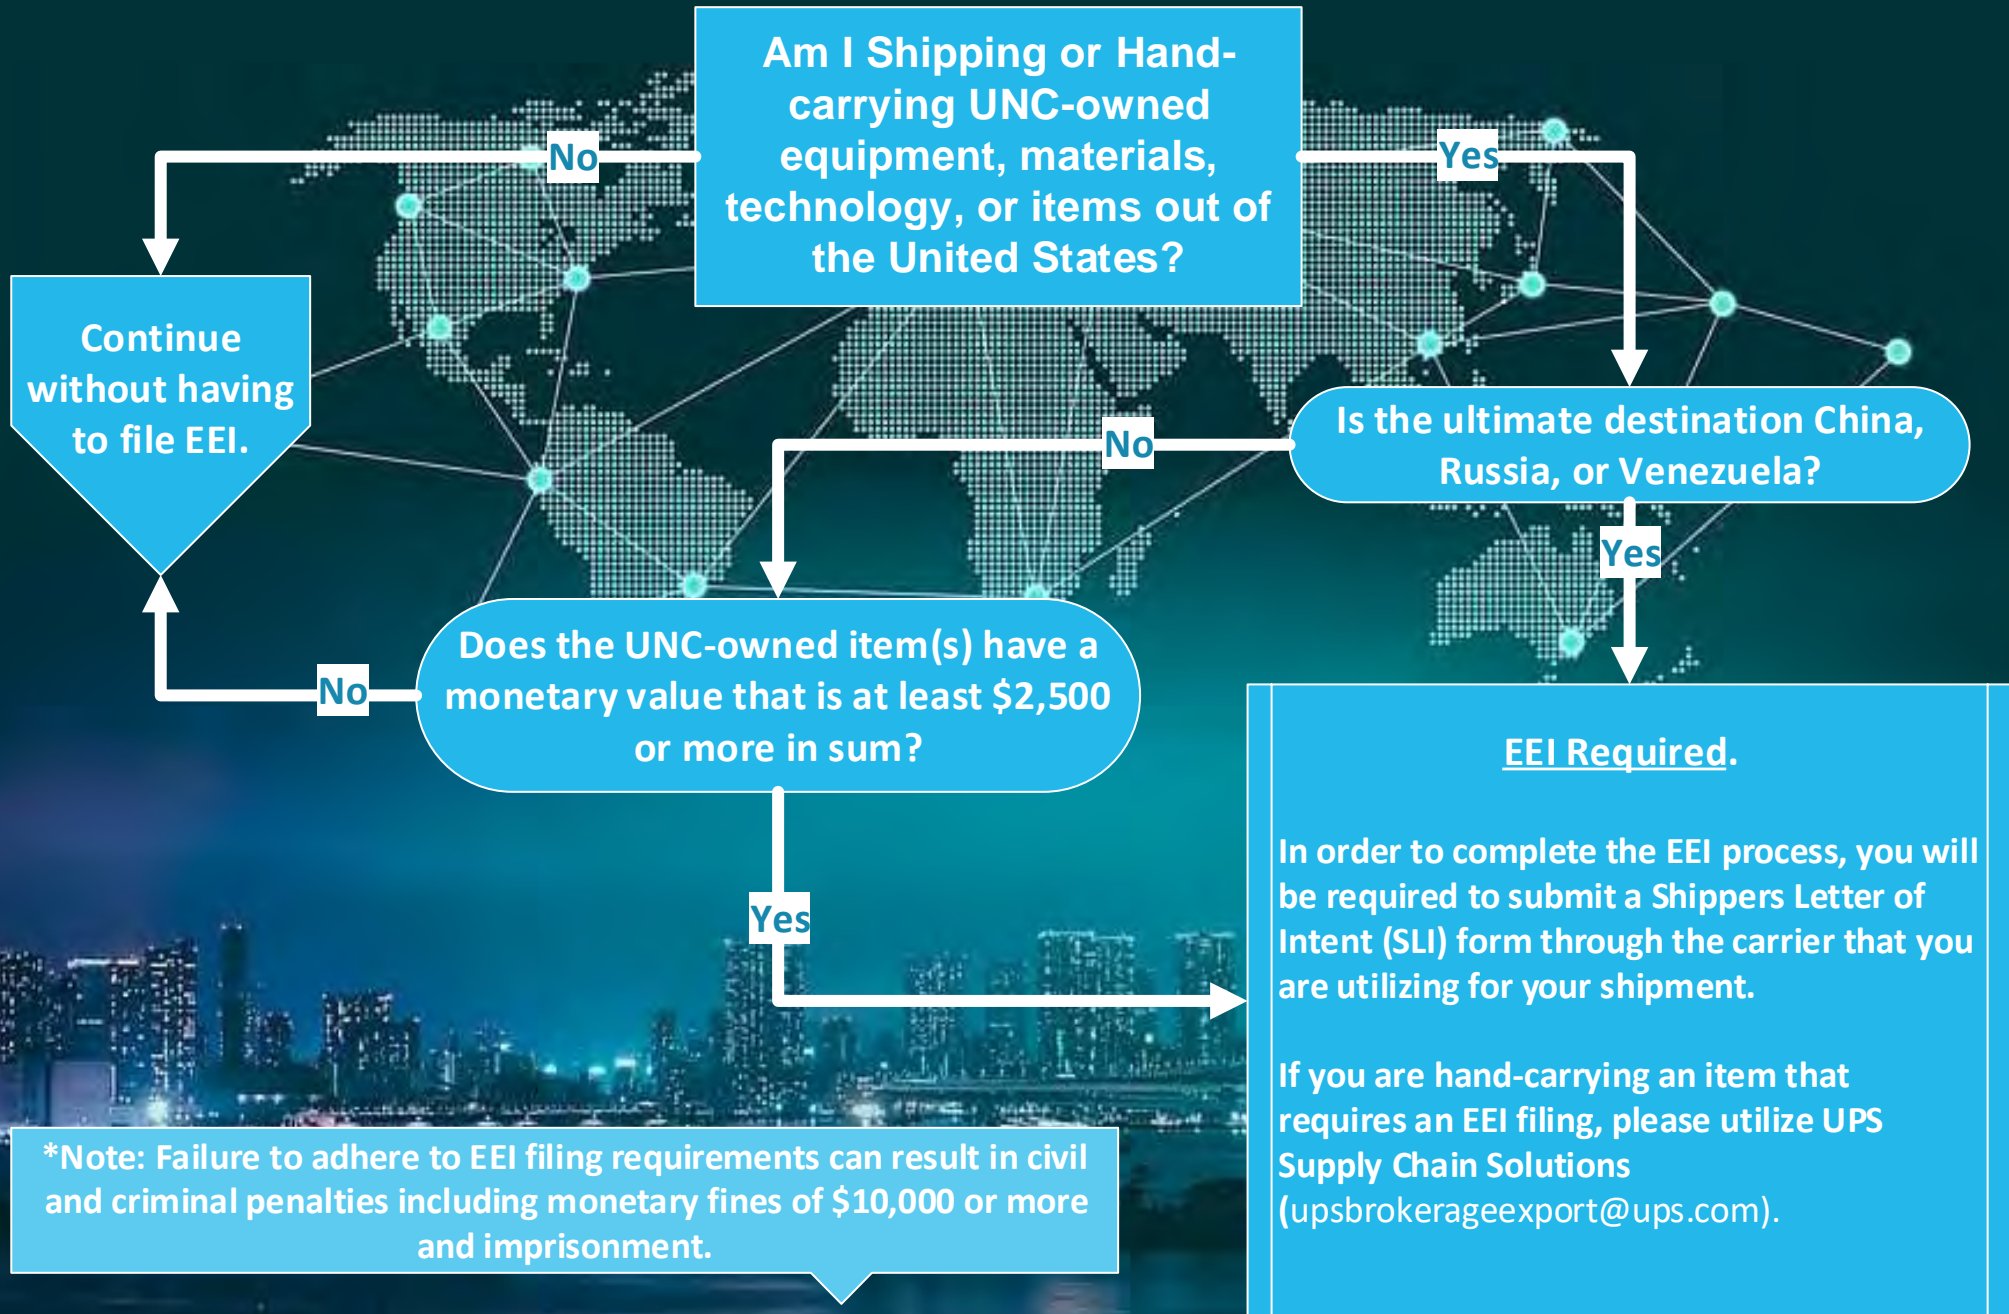 Am I Shipping or Hand-
carrying UNC-owned
equipment, materials,
technology, or items out of
the United States?
No
Yes
Continue
without having
to file EEI.
Is the ultimate destination China,
Russia, or Venezuela?
No
Yes
Does the UNC-owned item(s) have a
monetary value that is at least $2,500
or more in sum?
No
Yes
EEI Required.
In order to complete the EEI process, you will
be required to submit a Shippers Letter of
Intent (SLI) form through the carrier that you
are utilizing for your shipment.
If you are hand-carrying an item that
requires an EEI filing, please utilize UPS
Supply Chain Solutions
(upsbrokerageexport@ups.com).
*Note: Failure to adhere to EEI filing requirements can result in civil
and criminal penalties including monetary fines of $10,000 or more
and imprisonment.